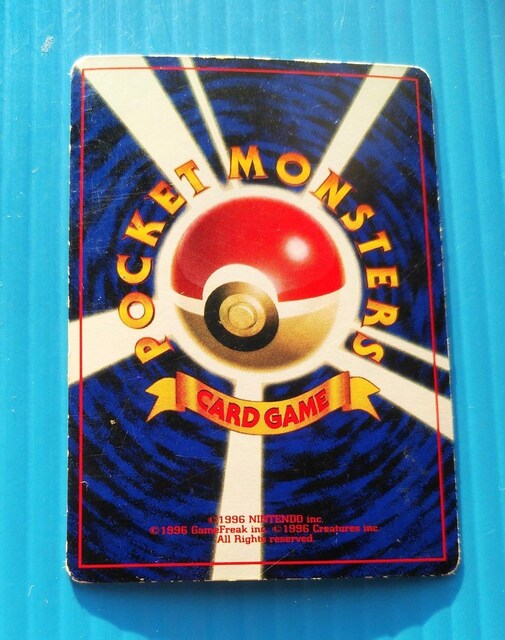 POCKET MONSTERS
CARD GAME
©1996 NINTENDO inc.
©1996 GameFreak inc. ©1996 Creatures inc.
All Rights reserved.